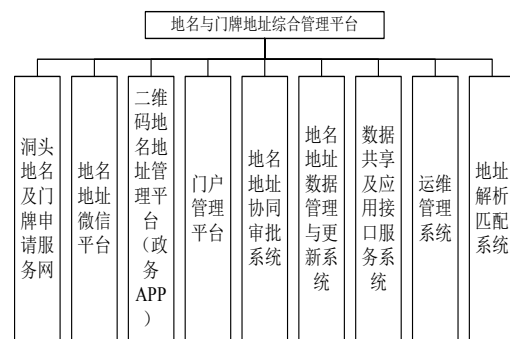 地名与门牌地址综合管理平台
洞头
地名
及门
牌申
请服
务网
地名
地址
微信
平台
二维
码地
名地
址管
理平
台
（政
务
APP
）
门户
管理
平台
地名
地址
协同
审批
系统
地名
地址
数据
管理
与更
新系
统
数据
共享
及应
用接
口服
务系
统
运维
管理
系统
地址
解析
匹配
系统